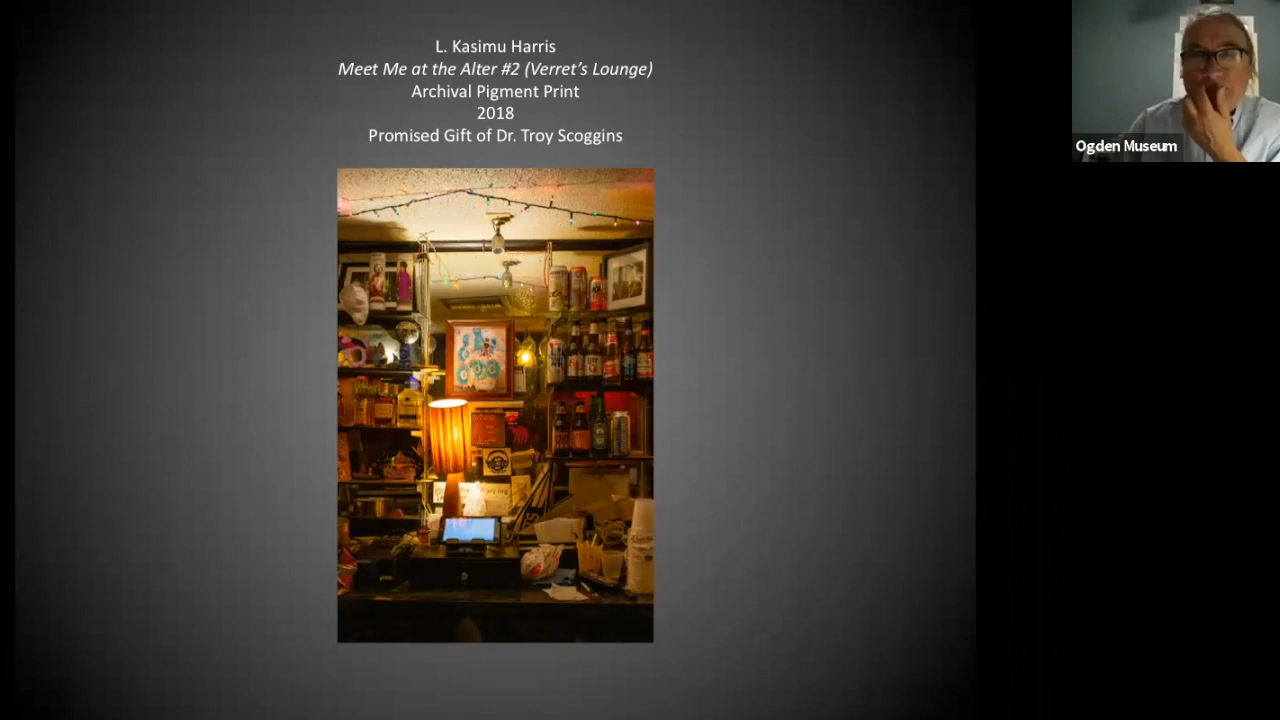 L. Kasimu Harris
Meet Me at the Alter #2 (Verret’s Lounge)
Archival Pigment Print
2018
Promised Gift of Dr. Troy Scoggins
Ogden Museum